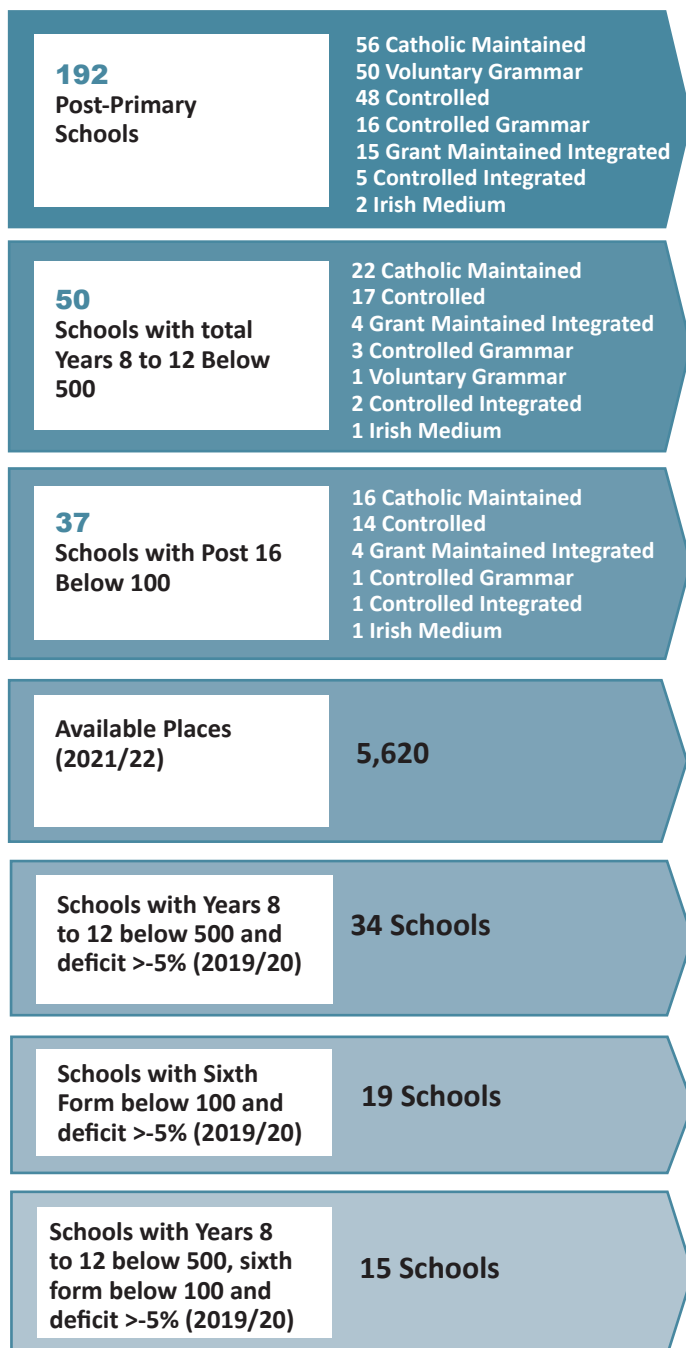 192
Post-Primary
Schools
56 Catholic Maintained
50 Voluntary Grammar
48 Controlled
16 Controlled Grammar
15 Grant Maintained Integrated
5 Controlled Integrated
2 Irish Medium
50
Schools with total
Years 8 to 12 Below
500
22 Catholic Maintained
17 Controlled
4 Grant Maintained Integrated
3 Controlled Grammar
1 Voluntary Grammar
2 Controlled Integrated
1 Irish Medium
37
Schools with Post 16
Below 100
16 Catholic Maintained
14 Controlled
4 Grant Maintained Integrated
1 Controlled Grammar
1 Controlled Integrated
1 Irish Medium
Available Places
(2021/22)
5,620
Schools with Years 8
to 12 below 500 and
deficit >-5% (2019/20)
34 Schools
Schools with Sixth
Form below 100 and
deficit >-5% (2019/20)
19 Schools
Schools with Years 8
to 12 below 500, sixth
form below 100 and
deficit >-5% (2019/20)
15 Schools